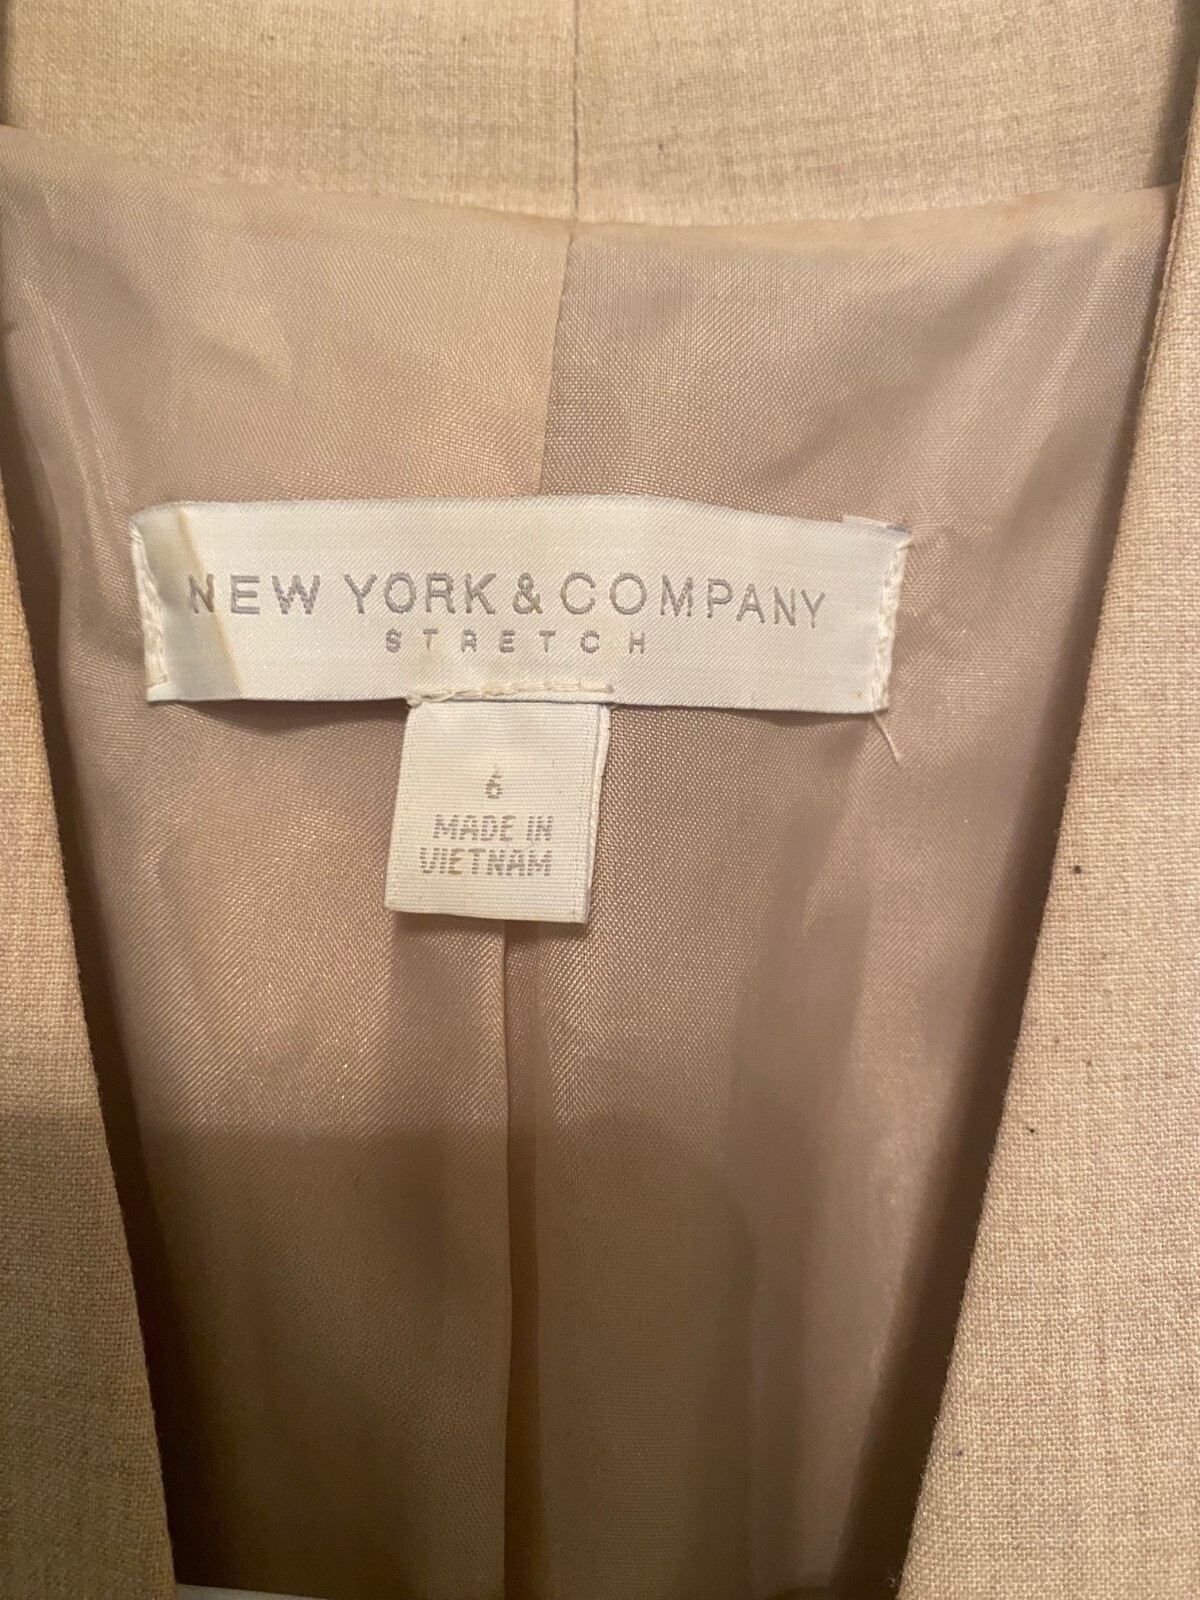 NEW YORK & COMPANY
STRETCH
6
MADE IN
VIETNAM